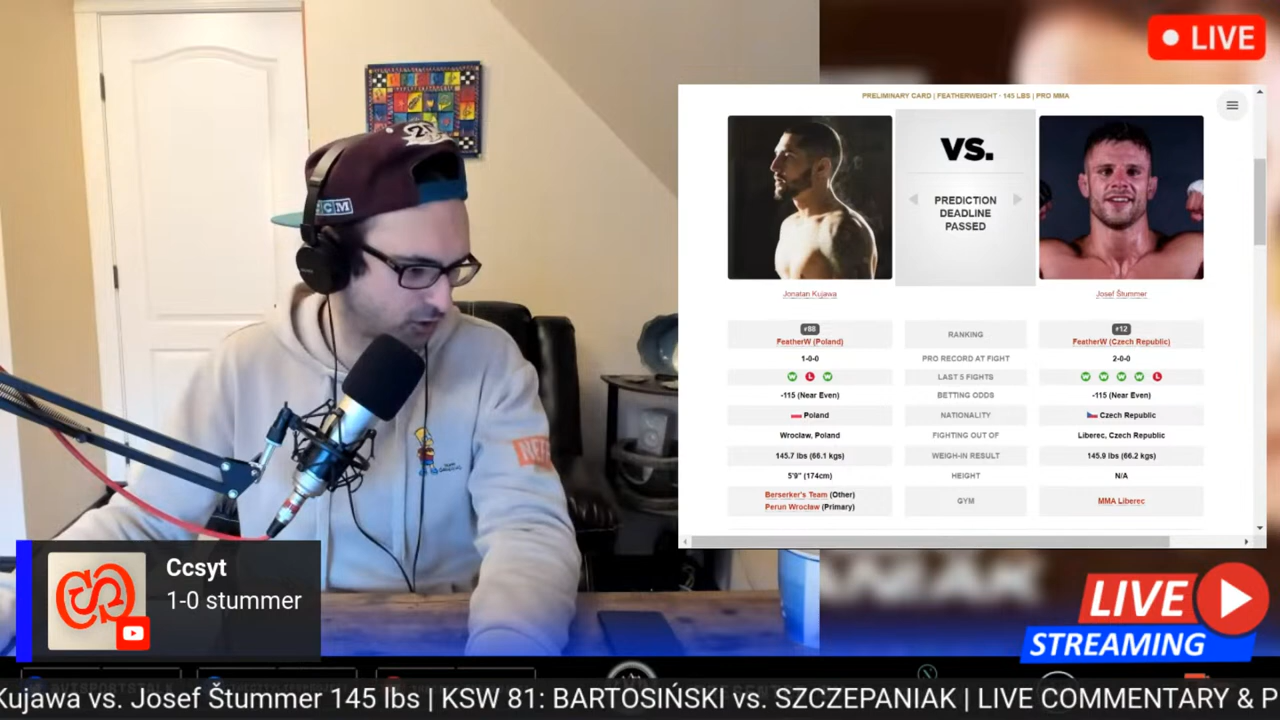 LIVE
PRELIMINARY CARD | FEATHERWEIGHT · 145 LBS | PRO MMA
VS.
PREDICTION
DEADLINE
PASSED
Jonatan Kujawa
Josef Štummer
#88
RANKING
#12
FeatherW (Poland)
FeatherW (Czech Republic)
1-0-0
PRO RECORD AT FIGHT
2-0-0
W L W
LAST 5 FIGHTS
W W W W L
-115 (Near Even)
BETTING ODDS
-115 (Near Even)
Poland
NATIONALITY
Czech Republic
Wrocław, Poland
FIGHTING OUT OF
Liberec, Czech Republic
145.7 lbs (66.1 kgs)
WEIGH-IN RESULT
145.9 lbs (66.2 kgs)
5'9" (174cm)
HEIGHT
N/A
Berserker's Team (Other)
Perun Wrocław (Primary)
GYM
MMA Liberec
CCM
Ccsyt
1-0 stummer
LIVE
STREAMING
Kujawa vs. Josef Štummer 145 lbs | KSW 81: BARTOSIŃSKI vs. SZCZEPANIAK | LIVE COMMENTARY & P